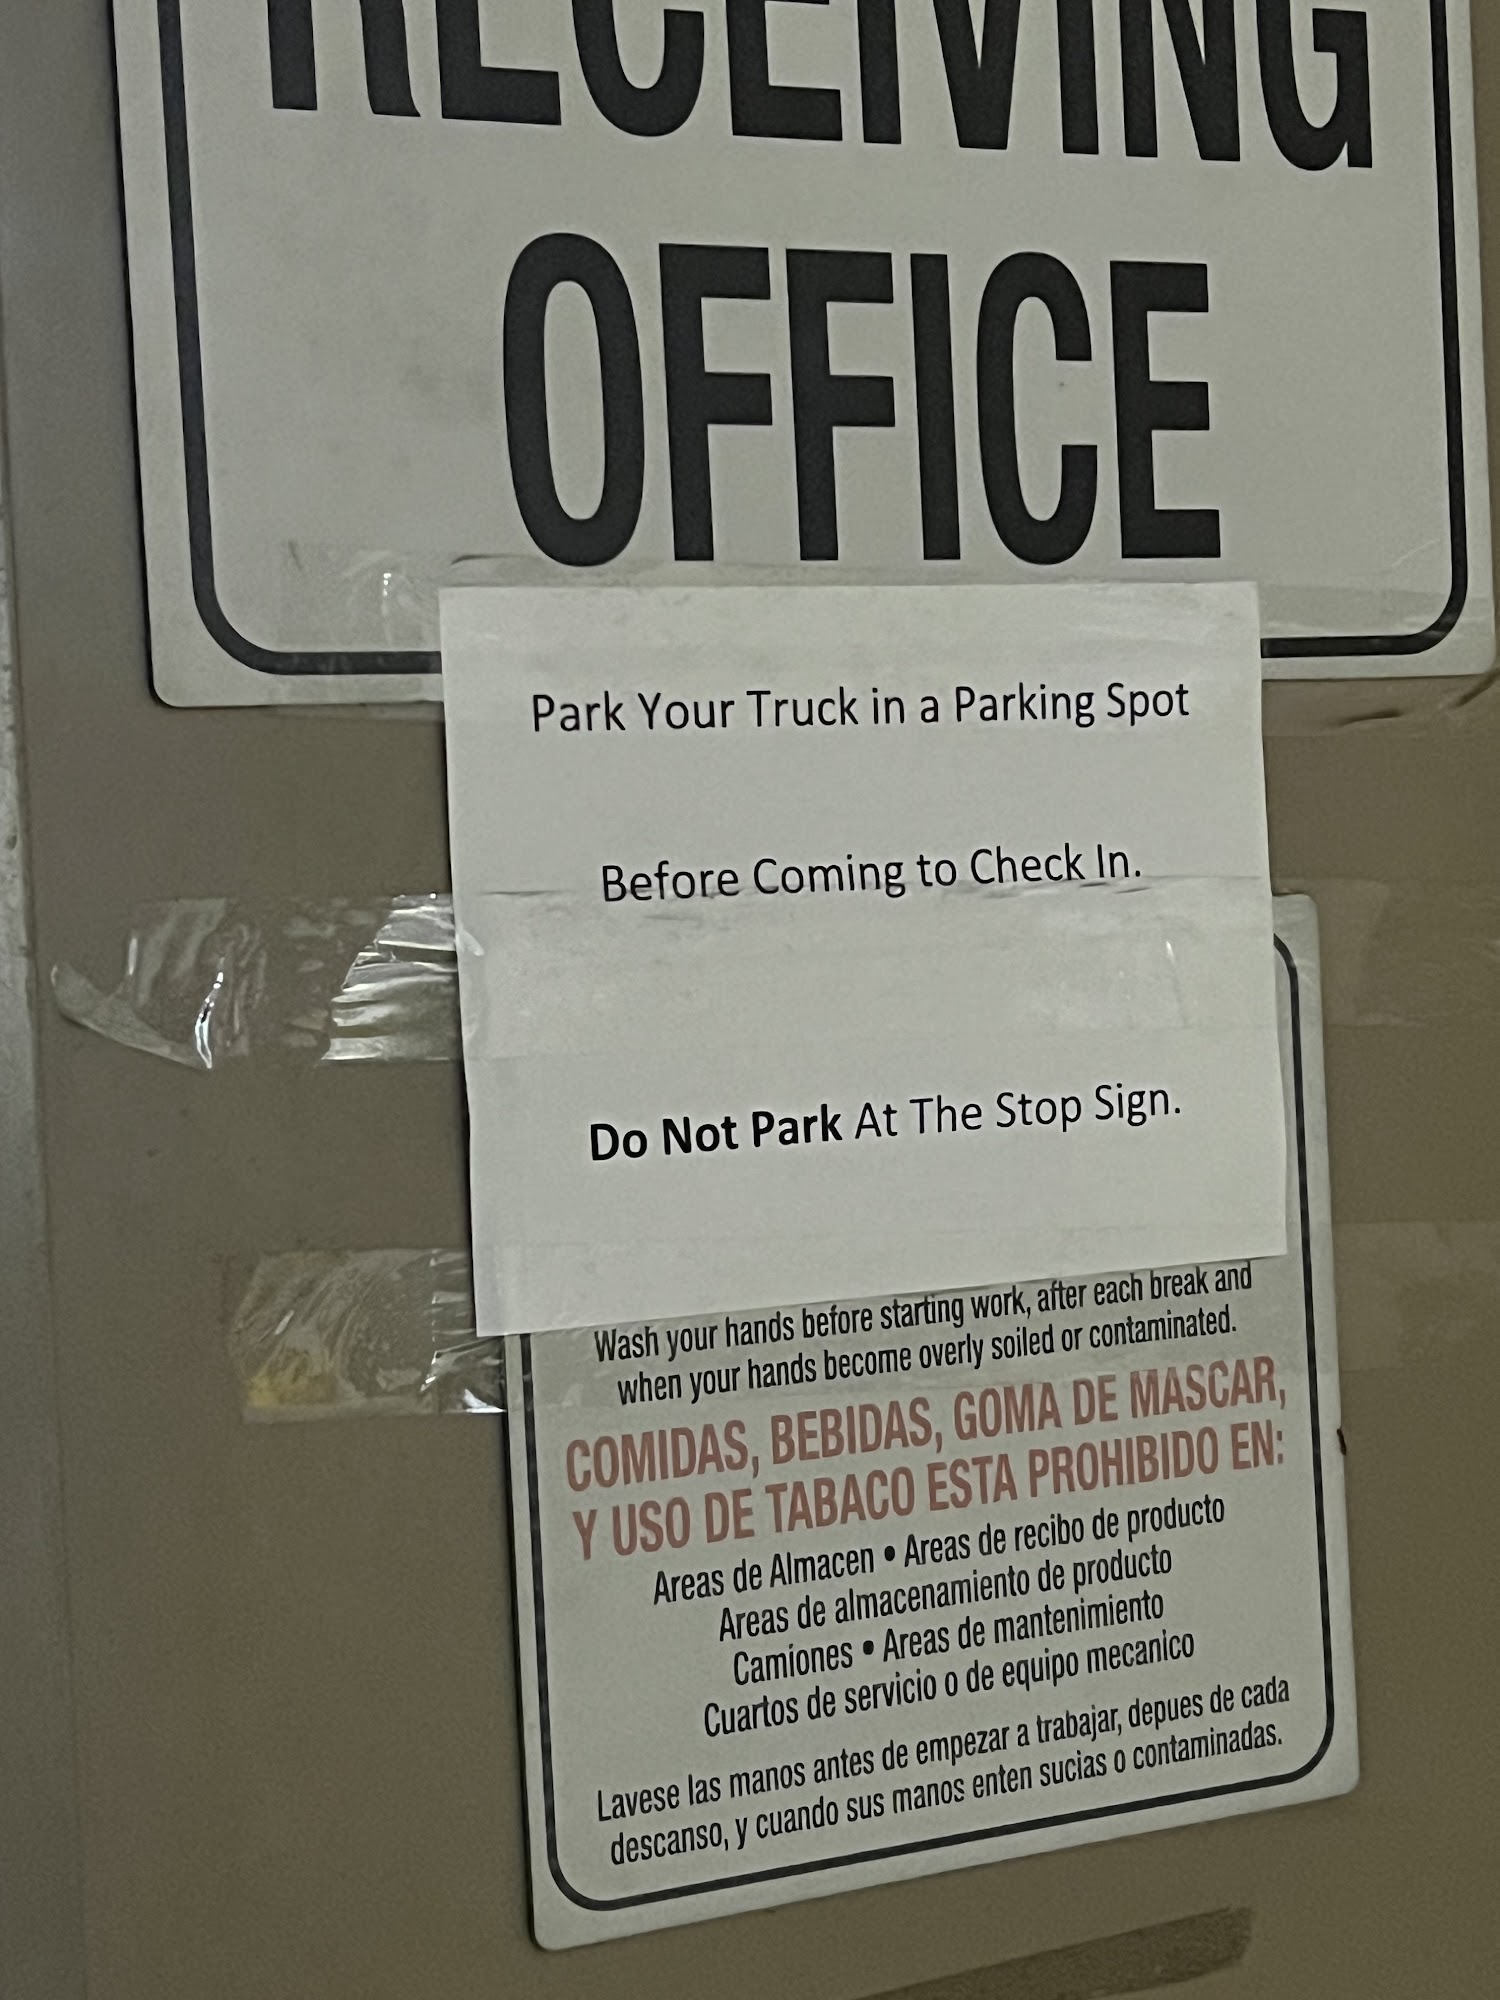 RECEIVING
OFFICE
Park Your Truck in a Parking Spot
Before Coming to Check In.
Do Not Park At The Stop Sign.
Wash your hands before starting work, after each break and
when your hands become overly soiled or contaminated.
COMIDAS, BEBIDAS, GOMA DE MASCAR,
Y USO DE TABACO ESTA PROHIBIDO EN:
Areas de Almacen • Areas de recibo de producto
Areas de almacenamiento de producto
Camiones • Areas de mantenimiento
Cuartos de servicio o de equipo mecanico
Lavese las manos antes de empezar a trabajar, depues de cada
descanso, y cuando sus manos enten sucias o contaminadas.